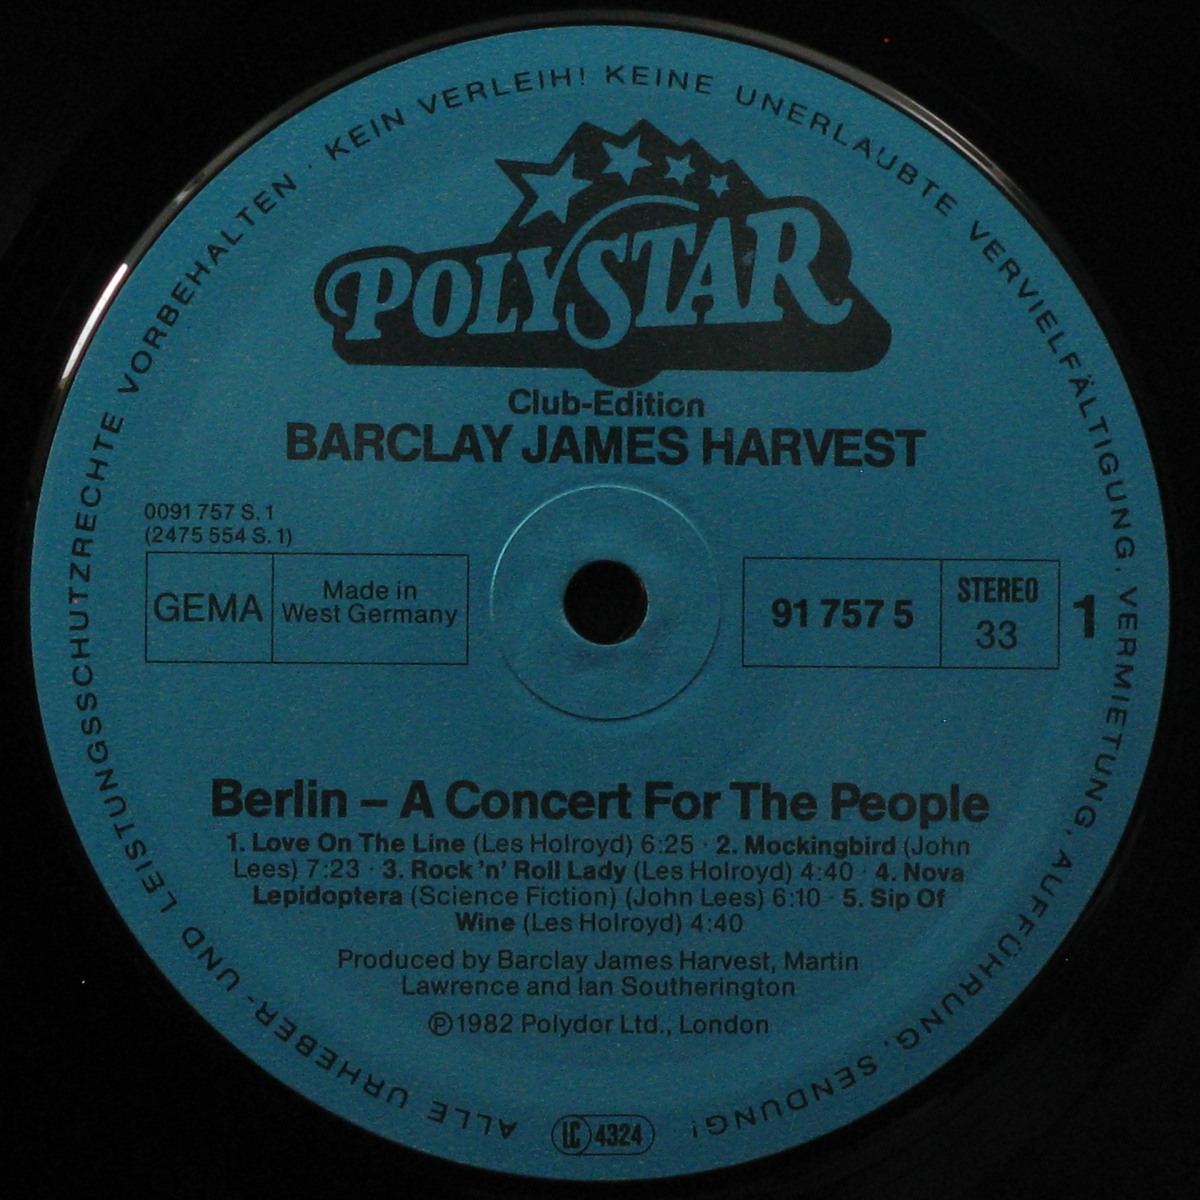 ALLE URHEBER- UND LEISTUNGSSCHUTZRECHTE VORBEHALTEN · KEIN VERLEIH! KEINE UNERLAUBTE VERVIELFÄLTIGUNG, VERMIETUNG, AUFFÜHRUNG, SENDUNG!
POLYSTAR
Club-Edition
BARCLAY JAMES HARVEST
0091 757 S. 1
(2475 554 S. 1)
GEMA
Made in
West Germany
91 757 5
STEREO
33
1
Berlin – A Concert For The People
1. Love On The Line (Les Holroyd) 6:25 · 2. Mockingbird (John
Lees) 7:23 · 3. Rock 'n' Roll Lady (Les Holroyd) 4:40 · 4. Nova
Lepidoptera (Science Fiction) (John Lees) 6:10 · 5. Sip Of
Wine (Les Holroyd) 4:40
Produced by Barclay James Harvest, Martin
Lawrence and Ian Southerington
℗ 1982 Polydor Ltd., London
LC 4324